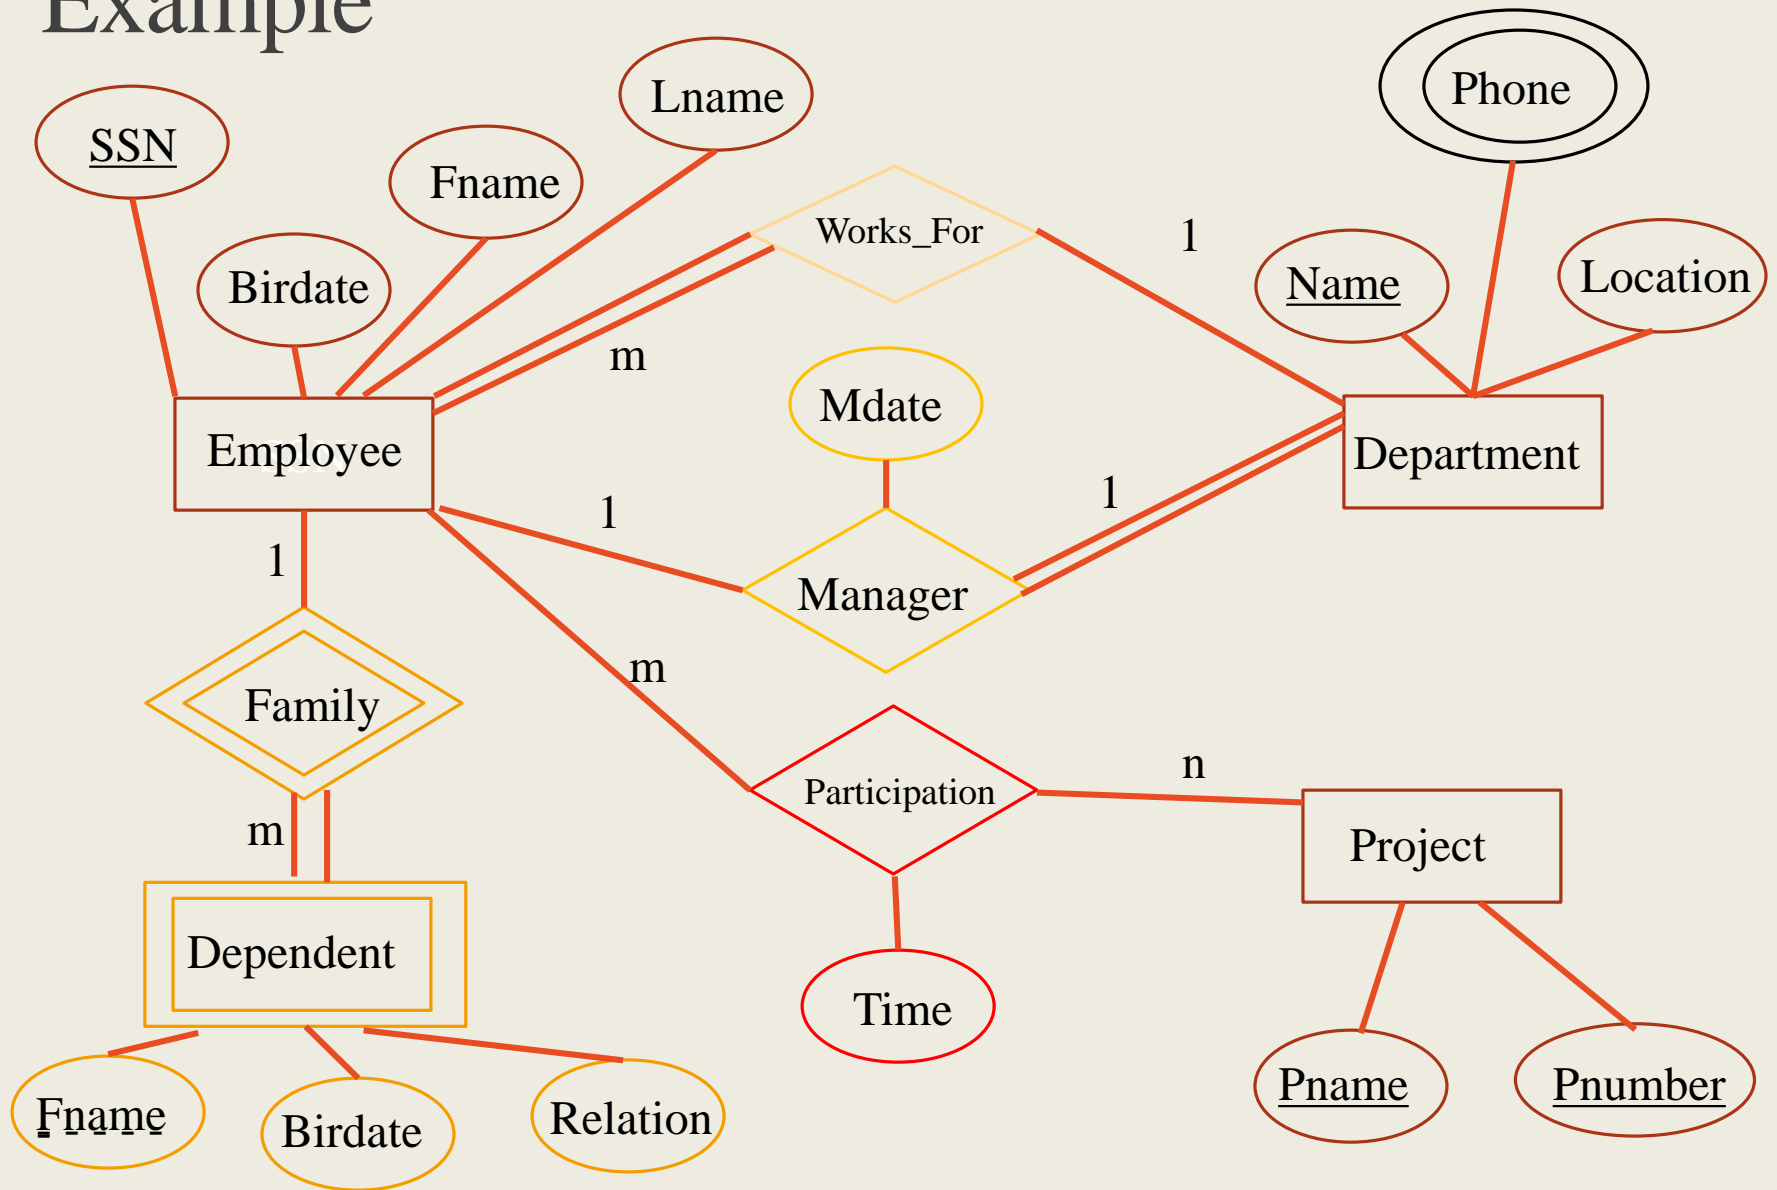 Example
Lname
Phone
SSN
Fname
Works_For
1
Name
Location
Birdate
m
Mdate
Employee
Department
1
1
1
Manager
m
Family
n
Participation
m
Project
Dependent
Time
Pname
Pnumber
Fname
Birdate
Relation